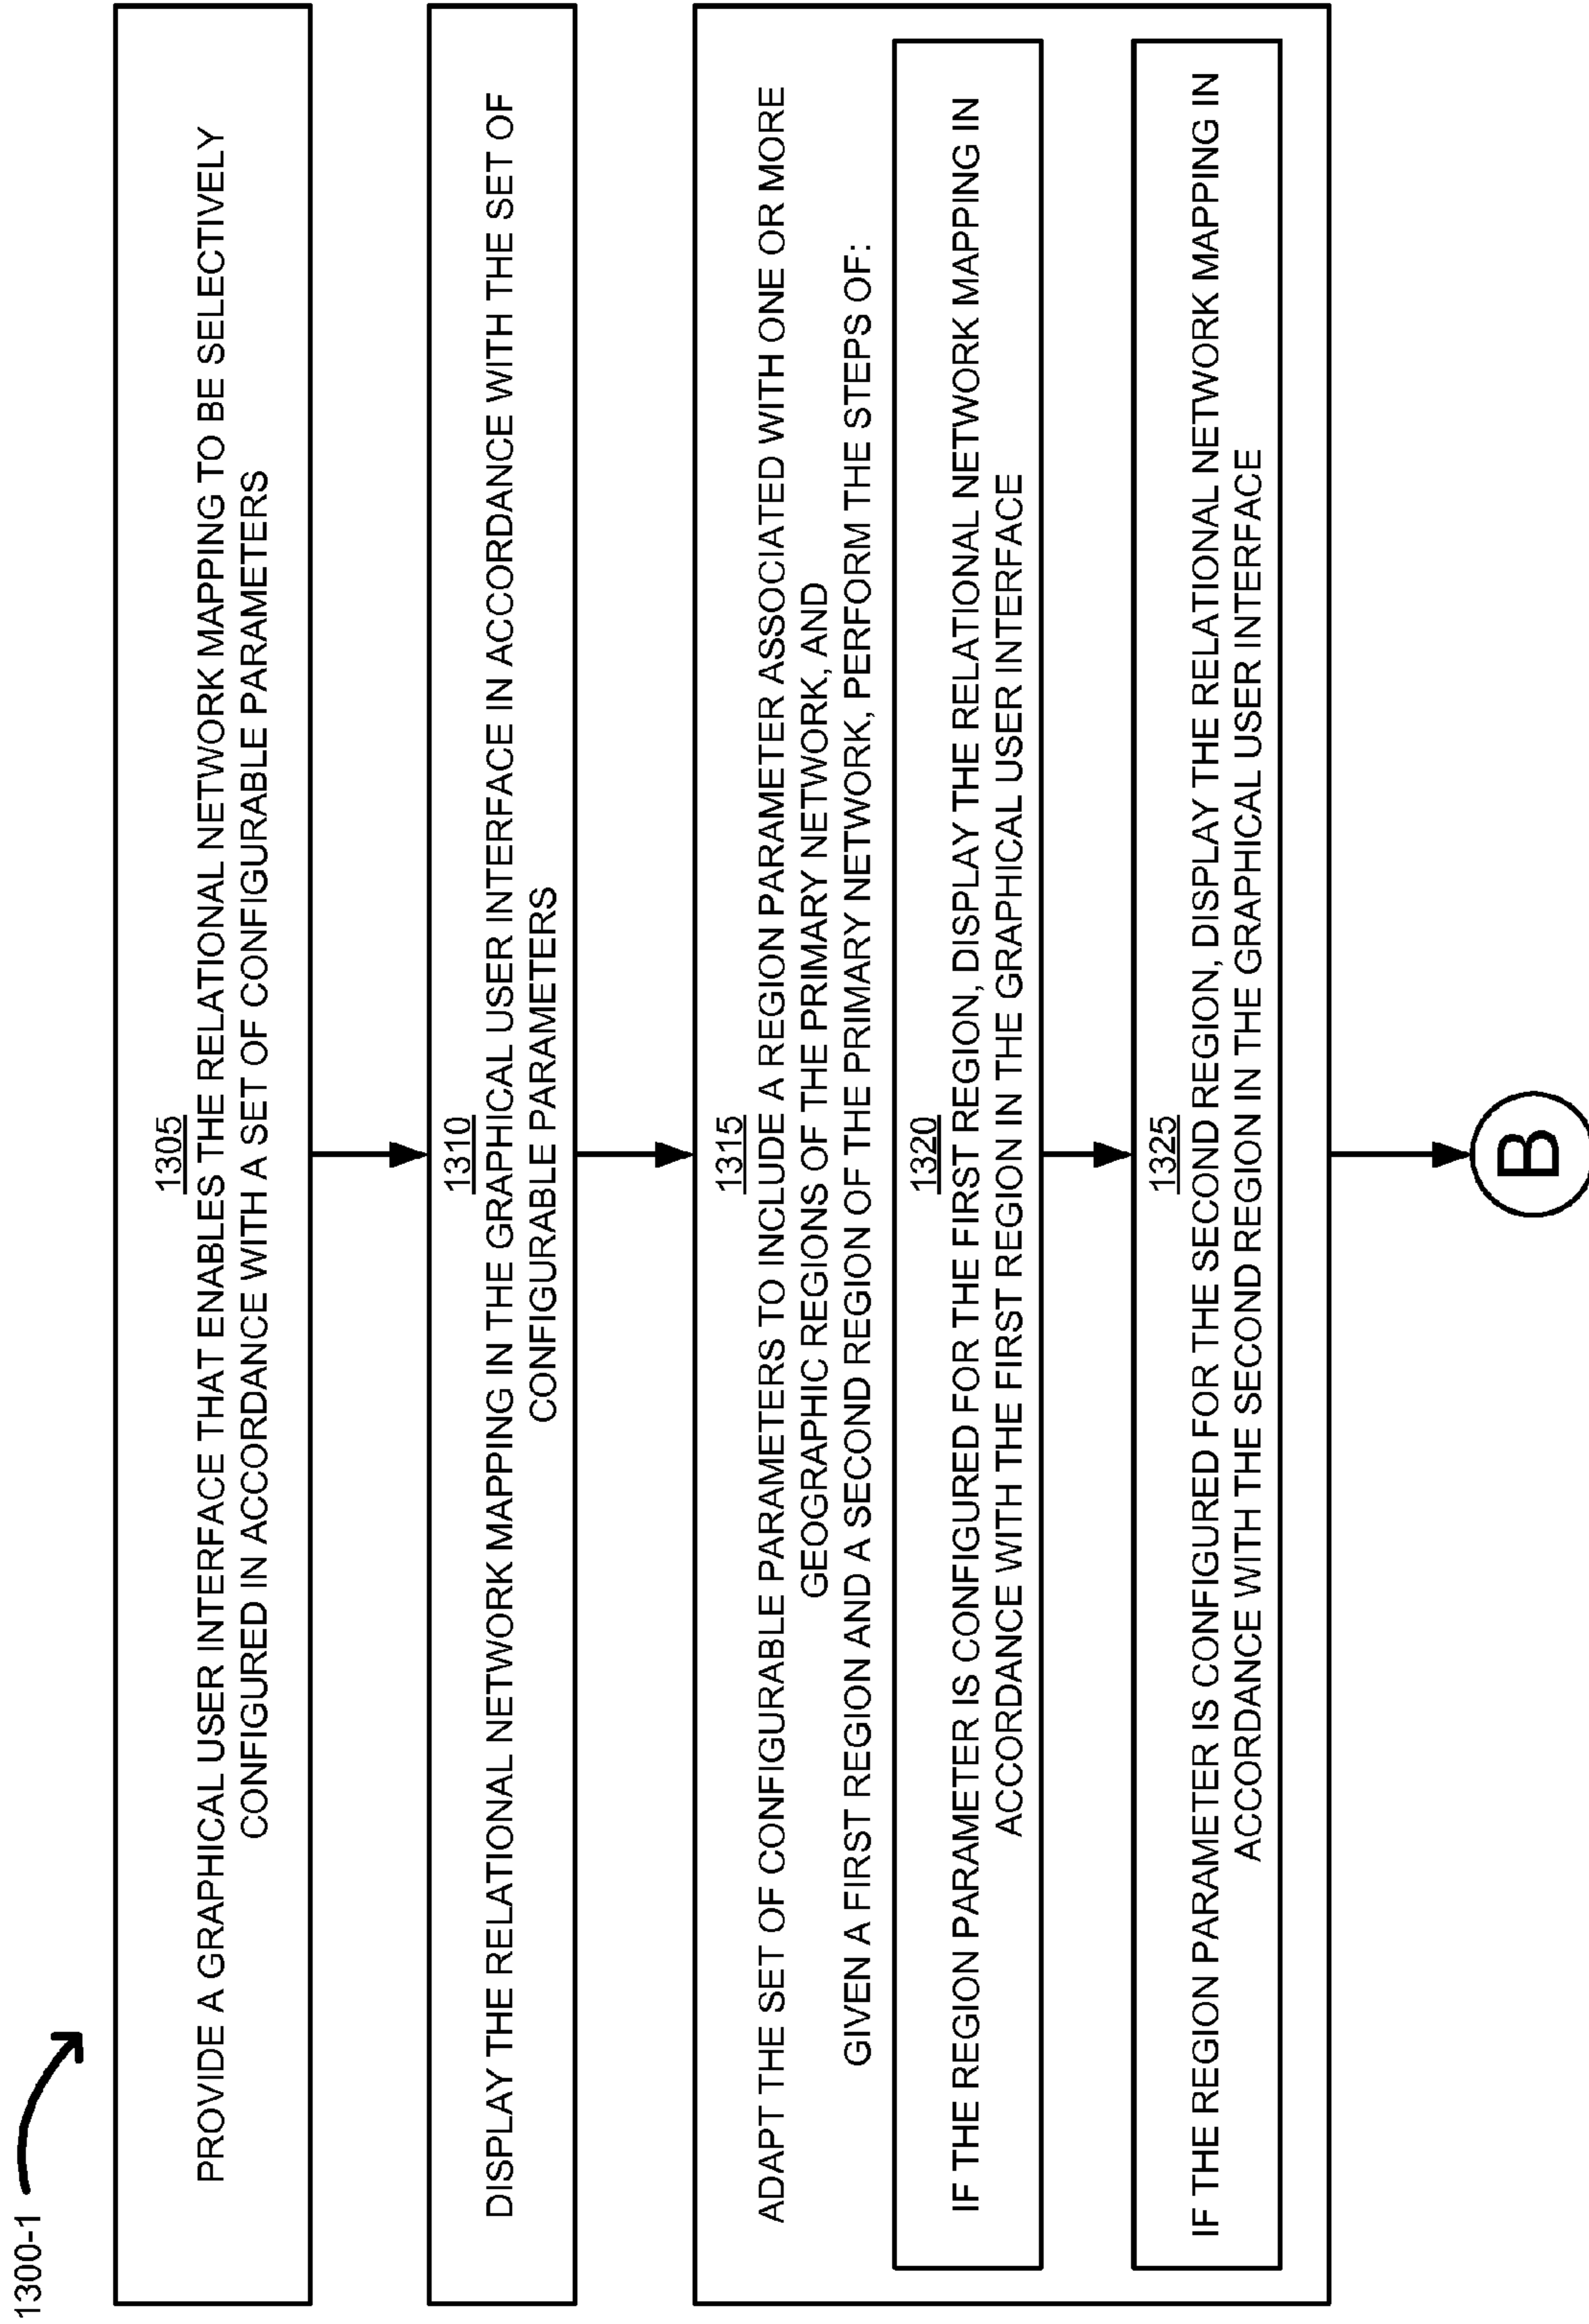 1300-1
1305
PROVIDE A GRAPHICAL USER INTERFACE THAT ENABLES THE RELATIONAL NETWORK MAPPING TO BE SELECTIVELY
CONFIGURED IN ACCORDANCE WITH A SET OF CONFIGURABLE PARAMETERS
1310
DISPLAY THE RELATIONAL NETWORK MAPPING IN THE GRAPHICAL USER INTERFACE IN ACCORDANCE WITH THE SET OF
CONFIGURABLE PARAMETERS
1315
ADAPT THE SET OF CONFIGURABLE PARAMETERS TO INCLUDE A REGION PARAMETER ASSOCIATED WITH ONE OR MORE
GEOGRAPHIC REGIONS OF THE PRIMARY NETWORK, AND
GIVEN A FIRST REGION AND A SECOND REGION OF THE PRIMARY NETWORK, PERFORM THE STEPS OF:
1320
IF THE REGION PARAMETER IS CONFIGURED FOR THE FIRST REGION, DISPLAY THE RELATIONAL NETWORK MAPPING IN
ACCORDANCE WITH THE FIRST REGION IN THE GRAPHICAL USER INTERFACE
1325
IF THE REGION PARAMETER IS CONFIGURED FOR THE SECOND REGION, DISPLAY THE RELATIONAL NETWORK MAPPING IN
ACCORDANCE WITH THE SECOND REGION IN THE GRAPHICAL USER INTERFACE
B